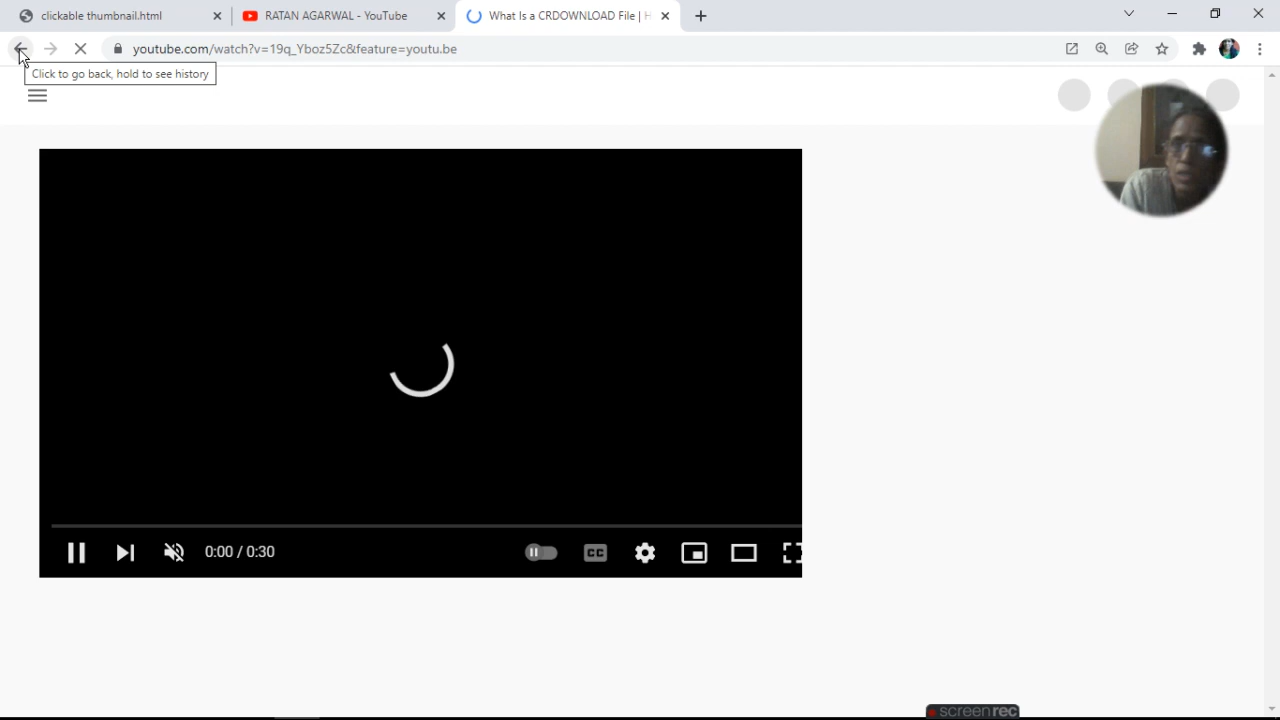 clickable thumbnail.html
RATAN AGARWAL - YouTube
What Is a CRDOWNLOAD File | H
youtube.com/watch?v=19q_Yboz5Zc&feature=youtu.be
Click to go back, hold to see history
0:00 / 0:30
CC
screenrec